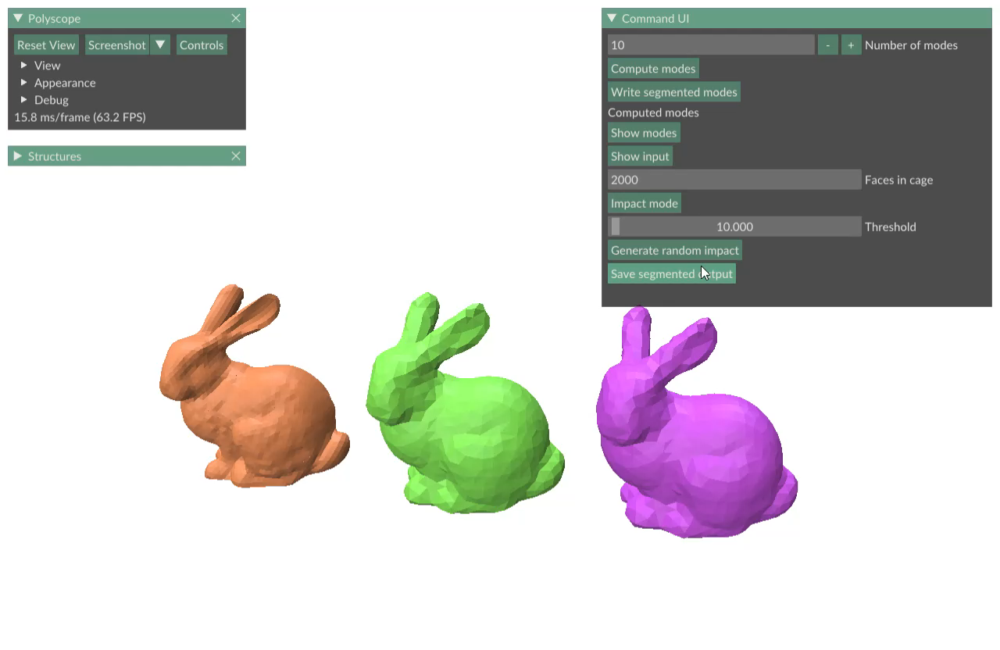 Polyscope
Reset View Screenshot Controls
View
Appearance
Debug
15.8 ms/frame (63.2 FPS)
Structures
Command UI
10 - + Number of modes
Compute modes
Write segmented modes
Computed modes
Show modes
Show input
2000 Faces in cage
Impact mode
10.000 Threshold
Generate random impact
Save segmented output